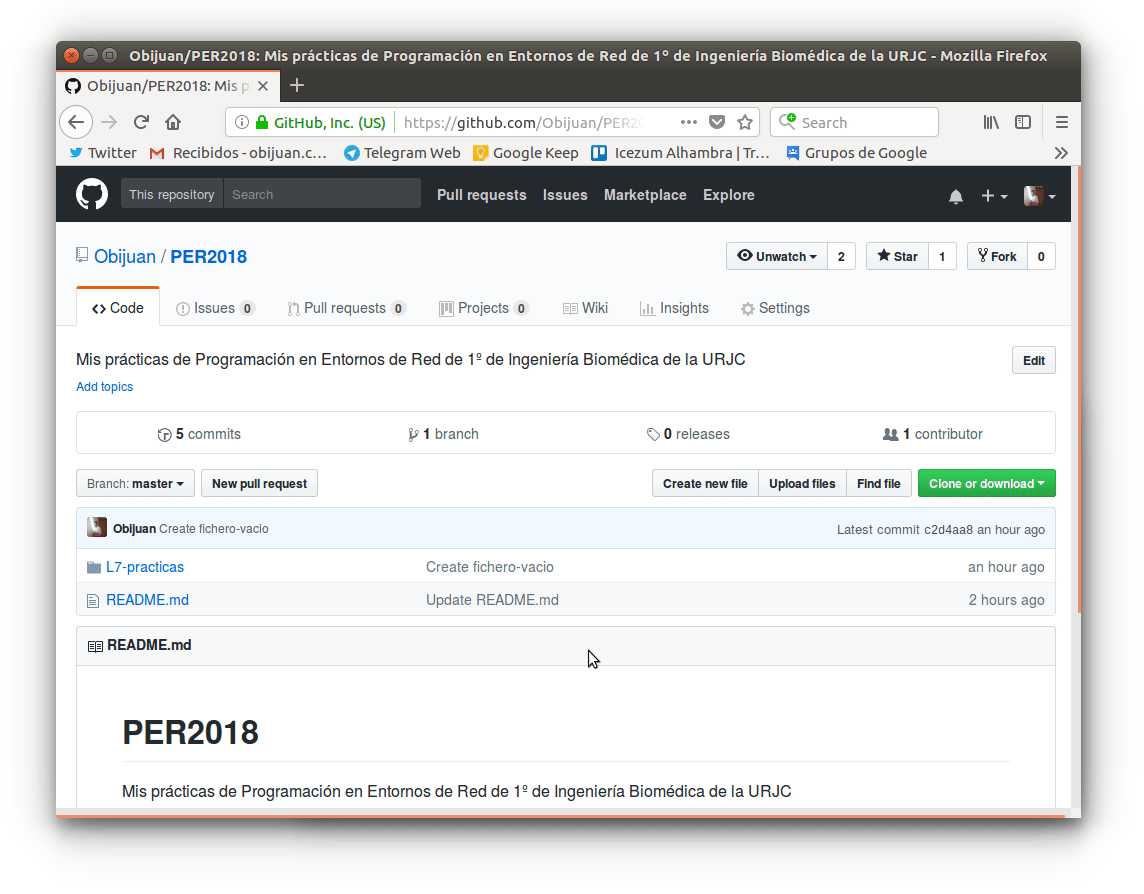 Obijuan/PER2018: Mis prácticas de Programación en Entornos de Red de 1º de Ingeniería Biomédica de la URJC - Mozilla Firefox
Obijuan/PER2018: Mis p
GitHub, Inc. (US) https://github.com/Obijuan/PER20 Search
Twitter Recibidos - obijuan.c... Telegram Web Google Keep Icezum Alhambra | Tr... Grupos de Google
This repository Search Pull requests Issues Marketplace Explore
Obijuan / PER2018 Unwatch 2 Star 1 Fork 0
Code Issues 0 Pull requests 0 Projects 0 Wiki Insights Settings
Mis prácticas de Programación en Entornos de Red de 1º de Ingeniería Biomédica de la URJC Edit
Add topics
5 commits 1 branch 0 releases 1 contributor
Branch: master New pull request Create new file Upload files Find file Clone or download
Obijuan Create fichero-vacio Latest commit c2d4aa8 an hour ago
L7-practicas Create fichero-vacio an hour ago
README.md Update README.md 2 hours ago
README.md
PER2018
Mis prácticas de Programación en Entornos de Red de 1º de Ingeniería Biomédica de la URJC